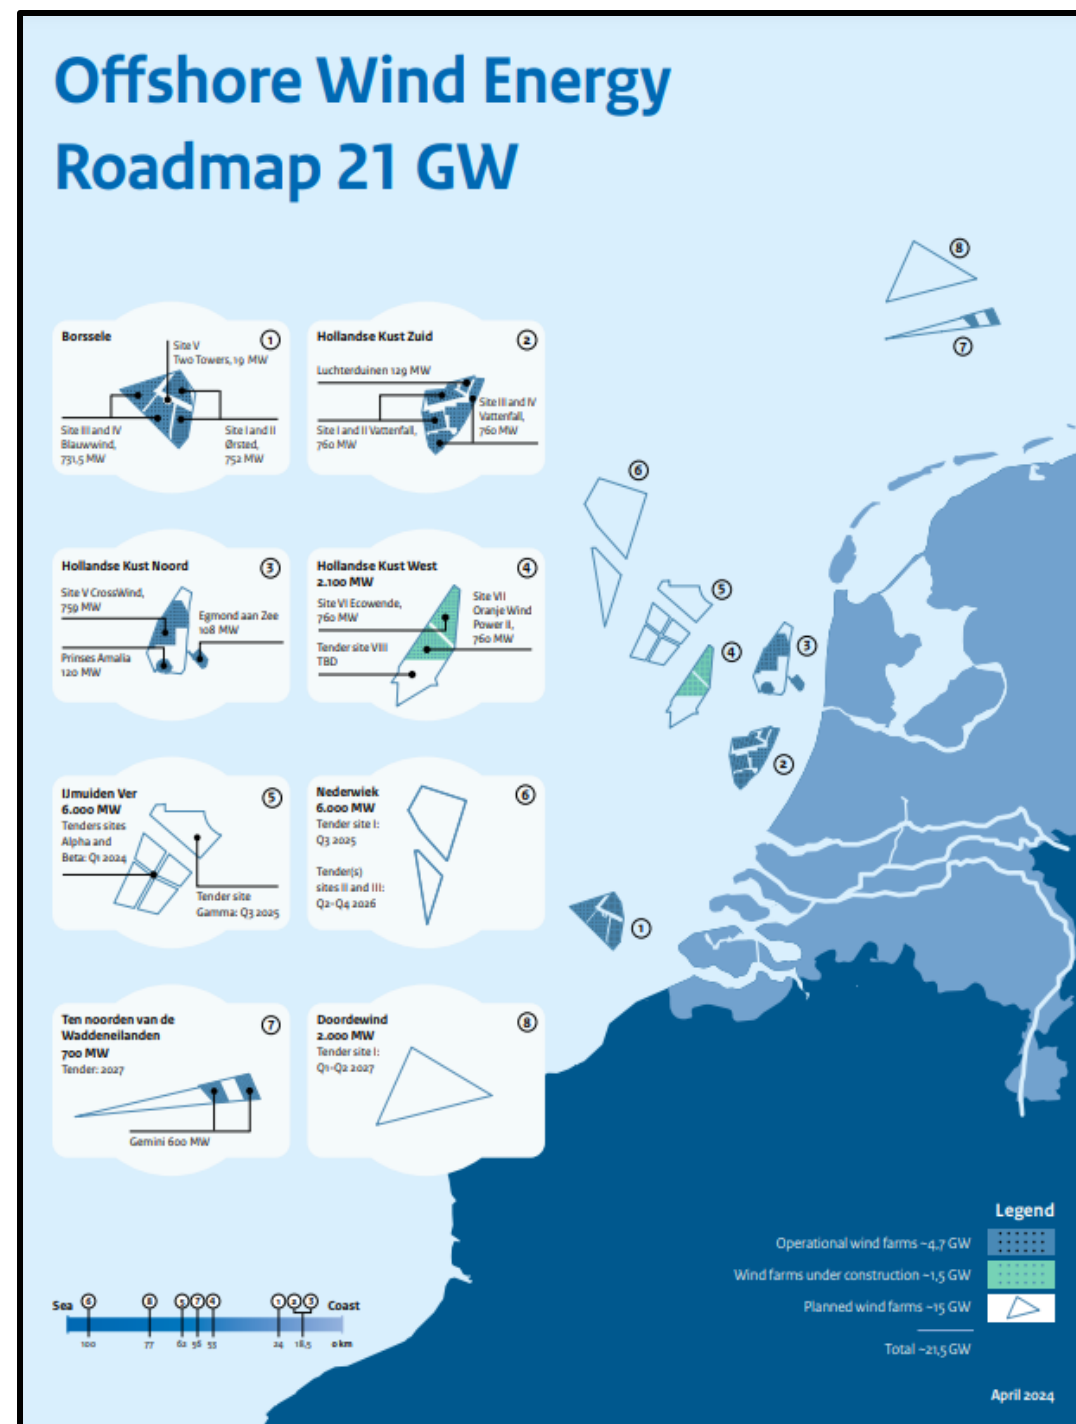 Offshore Wind Energy
Roadmap 21 GW
Borssele
1
Site V
Two Towers, 19 MW
Site III and IV
Blauwwind,
731,5 MW
Site I and II
Ørsted,
752 MW
Hollandse Kust Zuid
2
Luchterduinen 129 MW
Site I and II Vattenfall,
760 MW
Site III and IV
Vattenfall,
760 MW
Hollandse Kust Noord
3
Site V CrossWind,
759 MW
Egmond aan Zee
108 MW
Prinses Amalia
120 MW
Hollandse Kust West
2.100 MW
4
Site VI Ecowende,
760 MW
Tender site VIII
TBD
Site VII
Oranje Wind
Power II,
760 MW
IJmuiden Ver
6.000 MW
5
Tenders sites
Alpha and
Beta: Q1 2024
Tender site
Gamma: Q3 2025
Nederwiek
6.000 MW
6
Tender site I:
Q3 2025
Tender(s)
sites II and III:
Q2-Q4 2026
Ten noorden van de
Waddeneilanden
700 MW
7
Tender: 2027
Gemini 600 MW
Doordewind
2.000 MW
8
Tender site I:
Q1-Q2 2027
8
7
6
5
4
3
2
1
Sea 6 8 5 7 4 1 2 3 Coast
100 77 62 56 53 24 18,5 0 km
Legend
Operational wind farms ~4,7 GW
Wind farms under construction ~1,5 GW
Planned wind farms ~15 GW
Total ~21,5 GW
April 2024